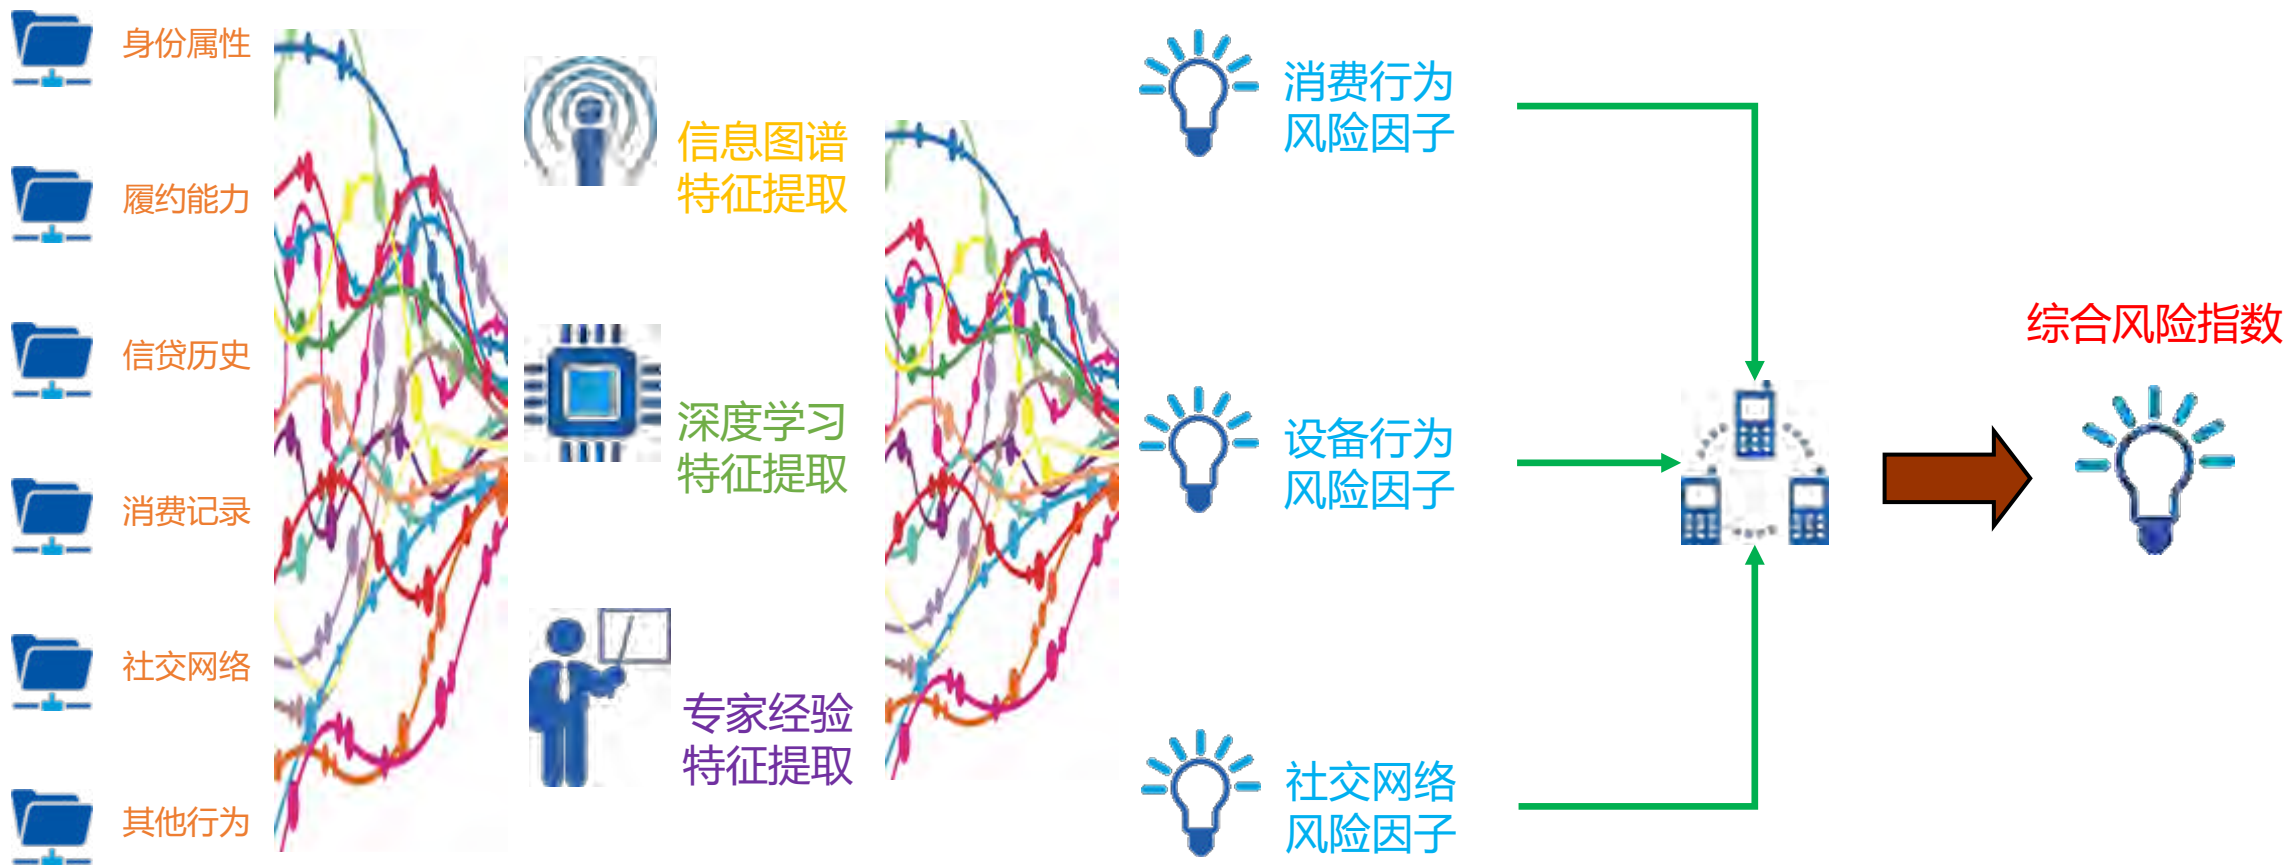 身份属性
履约能力
信贷历史
消费记录
社交网络
其他行为
信息图谱
特征提取
深度学习
特征提取
专家经验
特征提取
消费行为
风险因子
设备行为
风险因子
社交网络
风险因子
综合风险指数